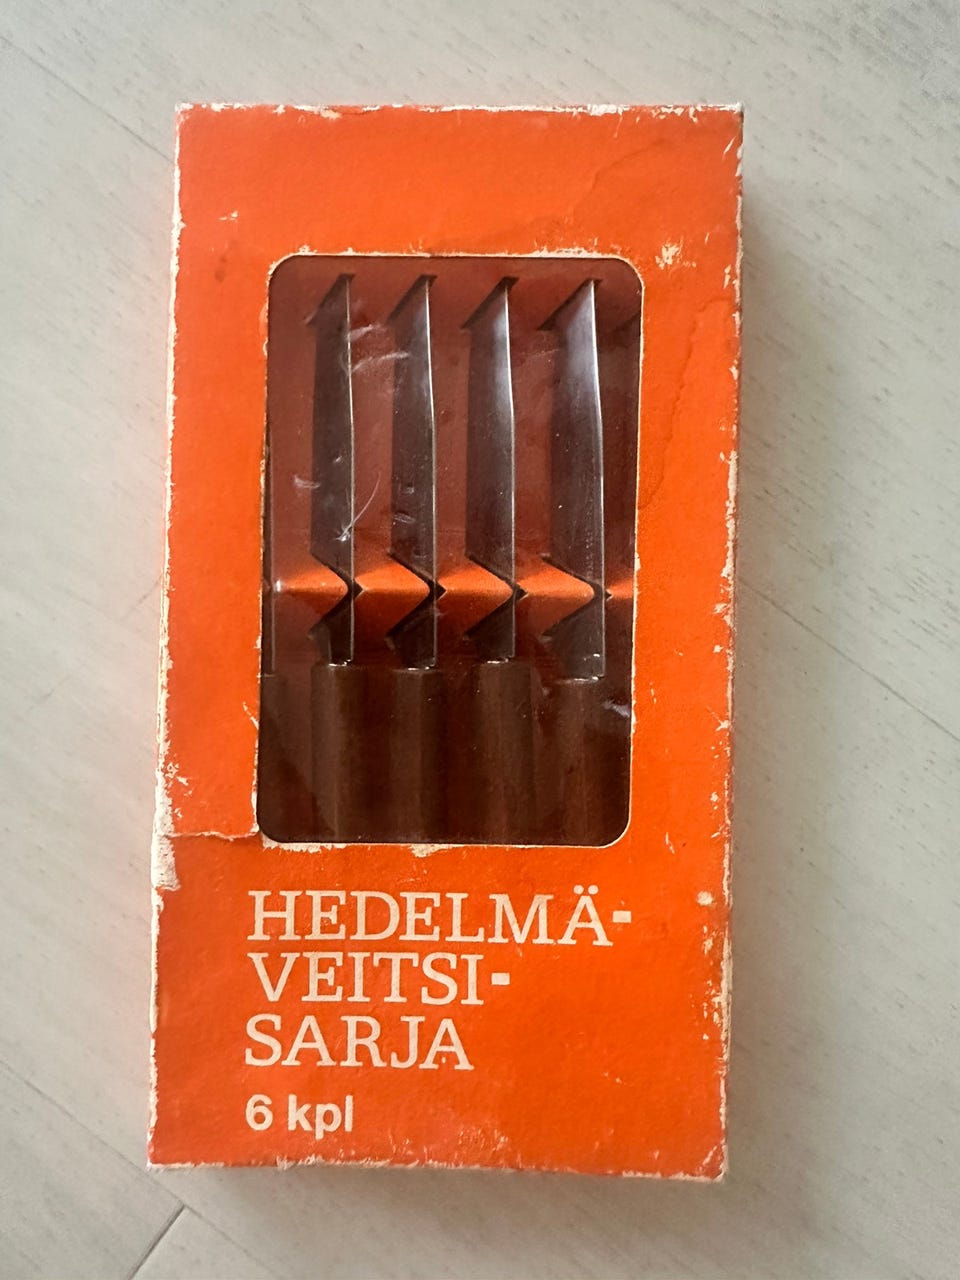 HEDELMÄ-
VEITSI-
SARJA
6 kpl